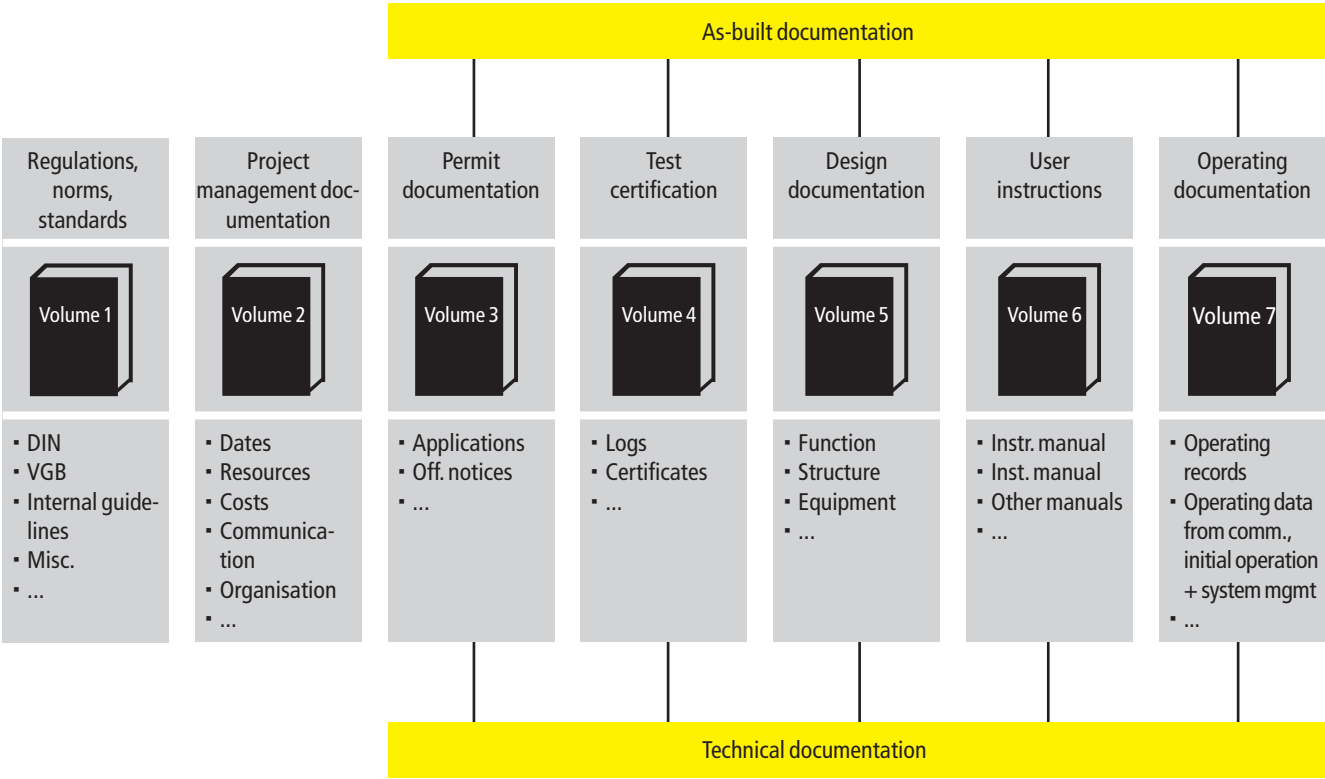 As-built documentation
Regulations,
norms,
standards
Project
management doc-
umentation
Permit
documentation
Test
certification
Design
documentation
User
instructions
Operating
documentation
Volume 1
Volume 2
Volume 3
Volume 4
Volume 5
Volume 6
Volume 7
▪ DIN
▪ VGB
▪ Internal guide-
lines
▪ Misc.
▪ ...
▪ Dates
▪ Resources
▪ Costs
▪ Communica-
tion
▪ Organisation
▪ ...
▪ Applications
▪ Off. notices
▪ ...
▪ Logs
▪ Certificates
▪ ...
▪ Function
▪ Structure
▪ Equipment
▪ ...
▪ Instr. manual
▪ Inst. manual
▪ Other manuals
▪ ...
▪ Operating
records
▪ Operating data
from comm.,
initial operation
+ system mgmt
▪ ...
Technical documentation